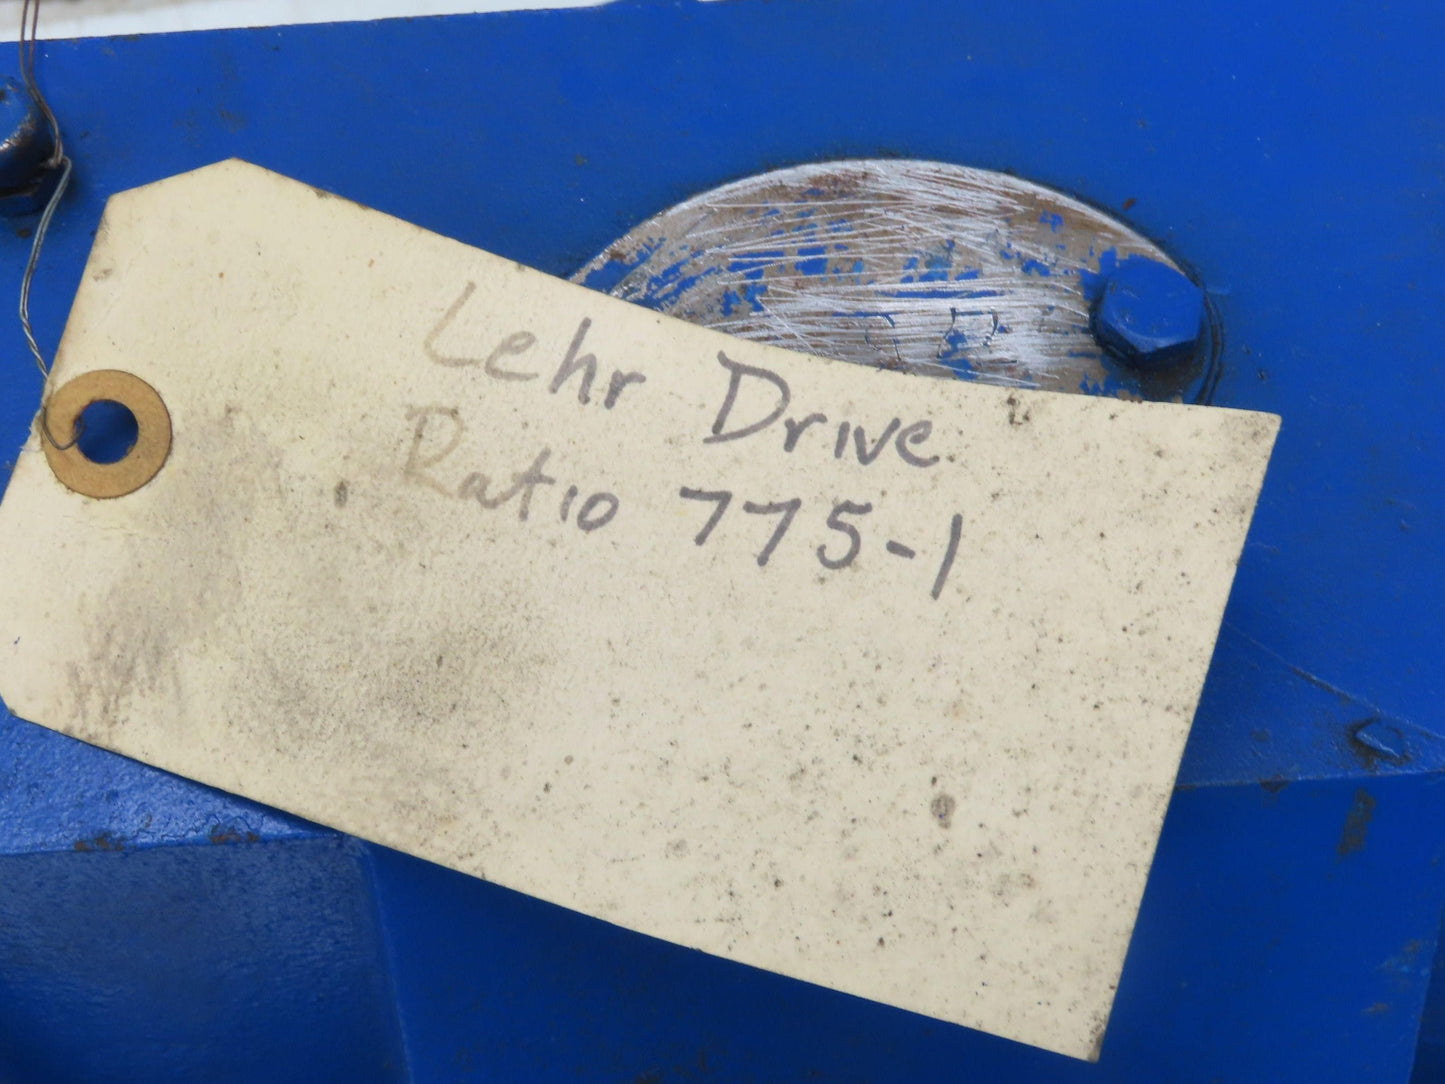 Lehr Drive
Ratio 775-1